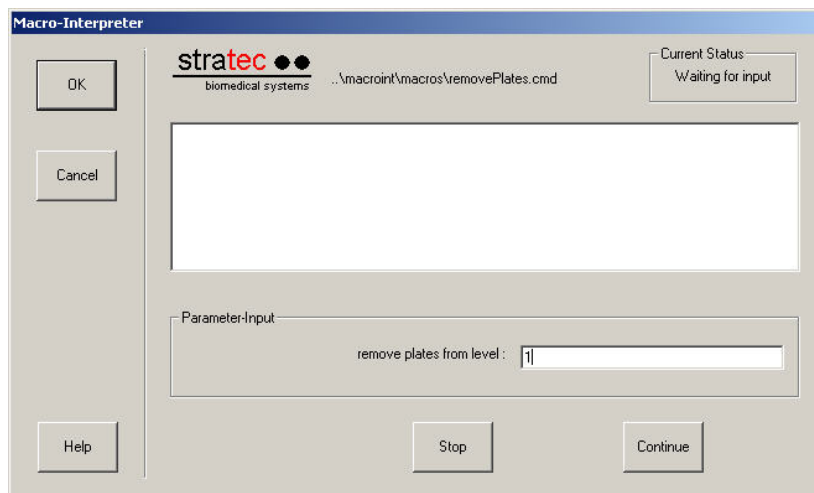 Macro-Interpreter
OK
stratec
biomedical systems
..\macroint\macros\removePlates.cmd
Current Status
Waiting for input
Cancel
Parameter-Input
remove plates from level :
1
Help
Stop
Continue